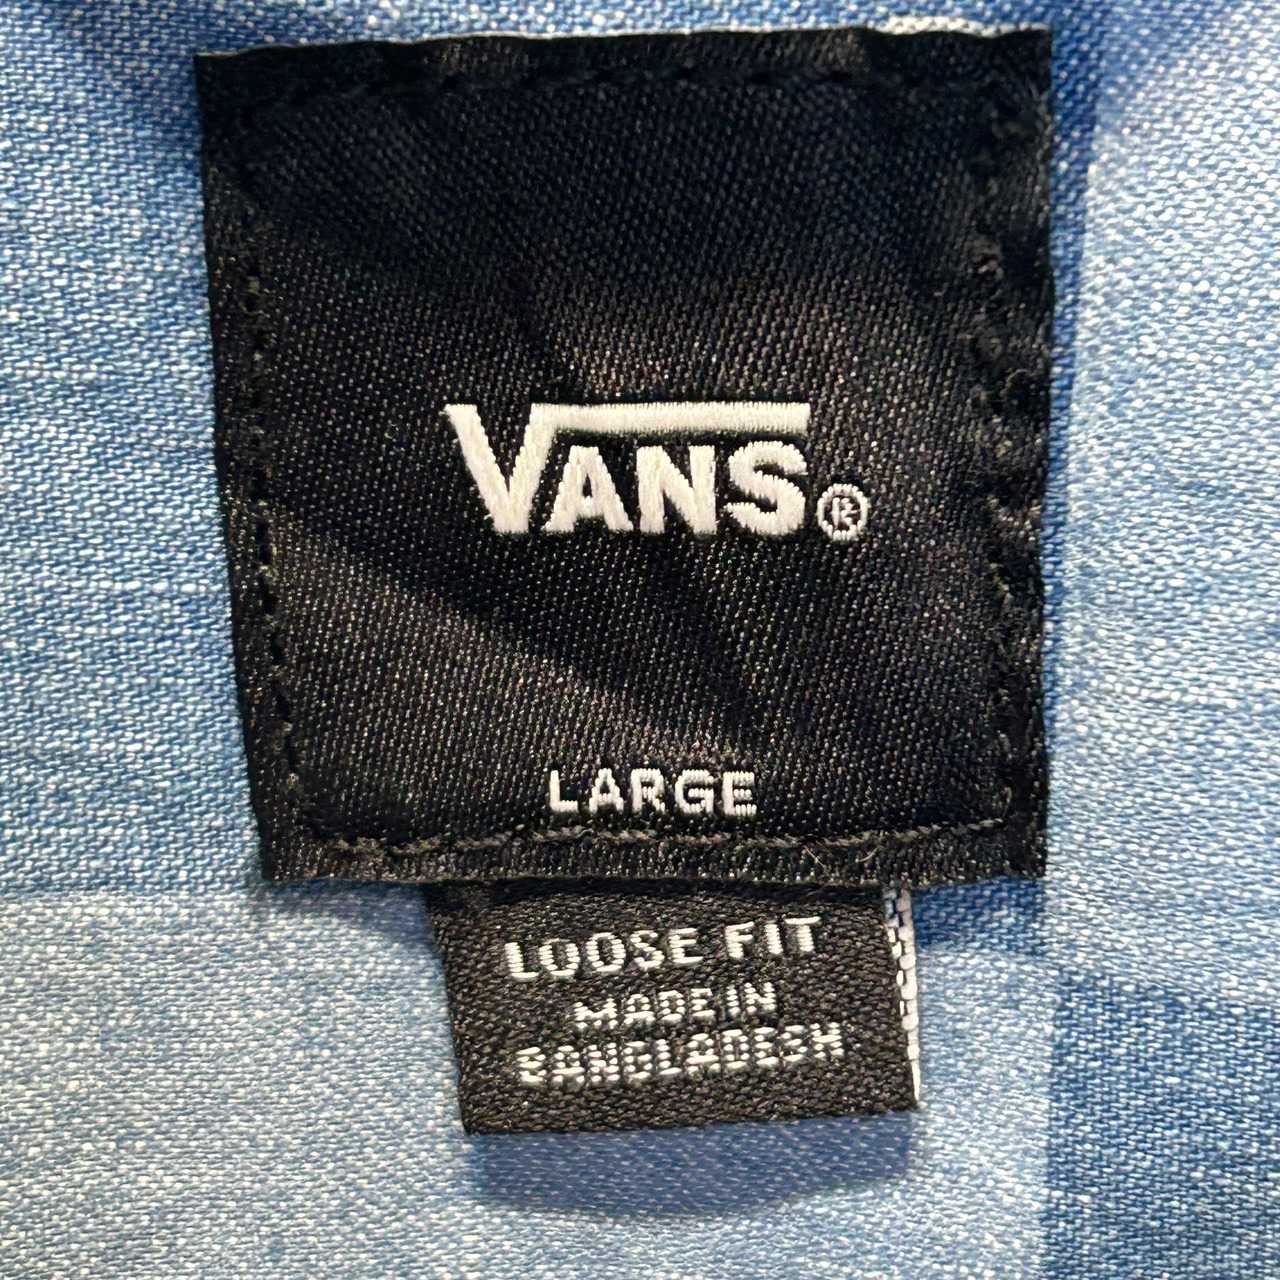 VANS®
LARGE
LOOSE FIT
MADE IN
BANGLADESH